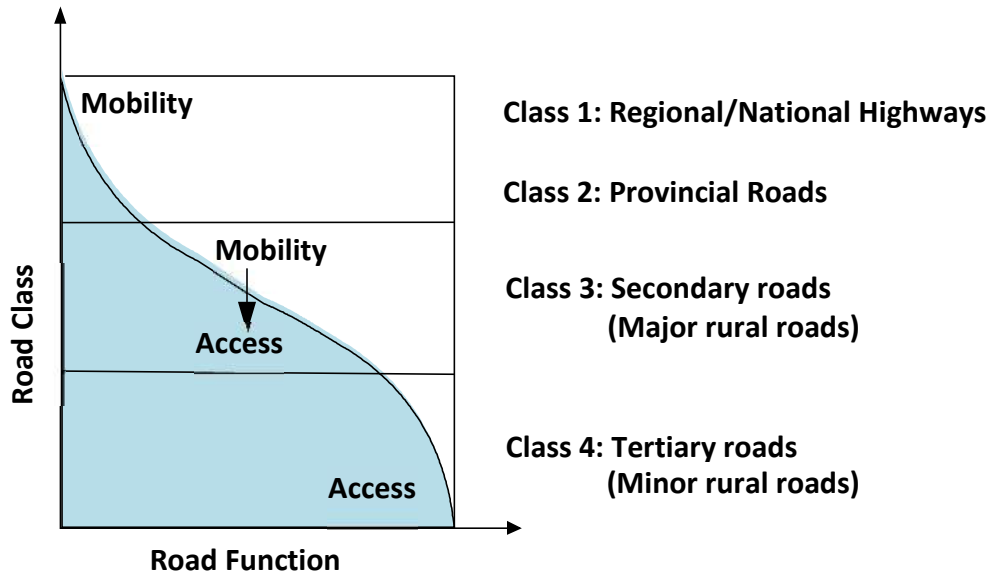 Mobility
Mobility
Access
Access
Road Class
Road Function
Class 1: Regional/National Highways
Class 2: Provincial Roads
Class 3: Secondary roads
(Major rural roads)
Class 4: Tertiary roads
(Minor rural roads)